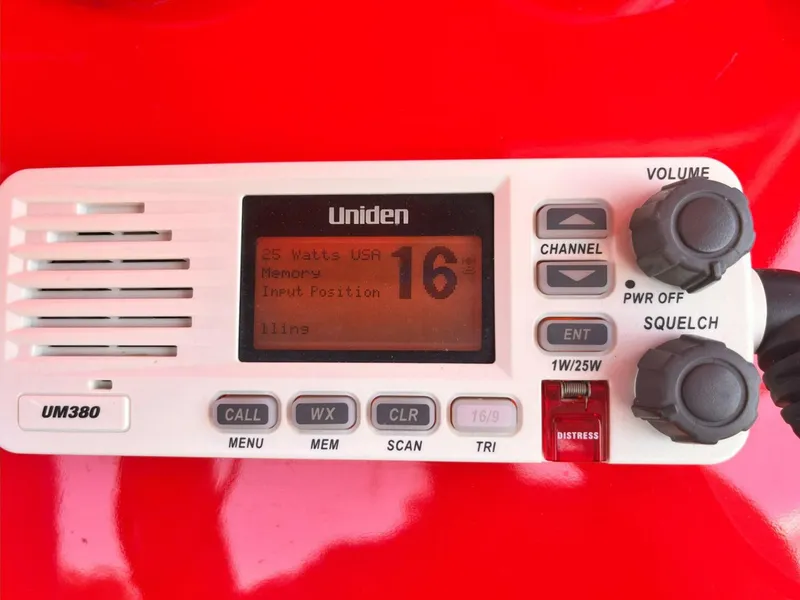 VOLUME
Uniden
25 Watts USA
Memory
Input Position
lling
16
CHANNEL
PWR OFF
SQUELCH
ENT
1W/25W
DISTRESS
UM380
CALL
WX
CLR
16/9
MENU
MEM
SCAN
TRI